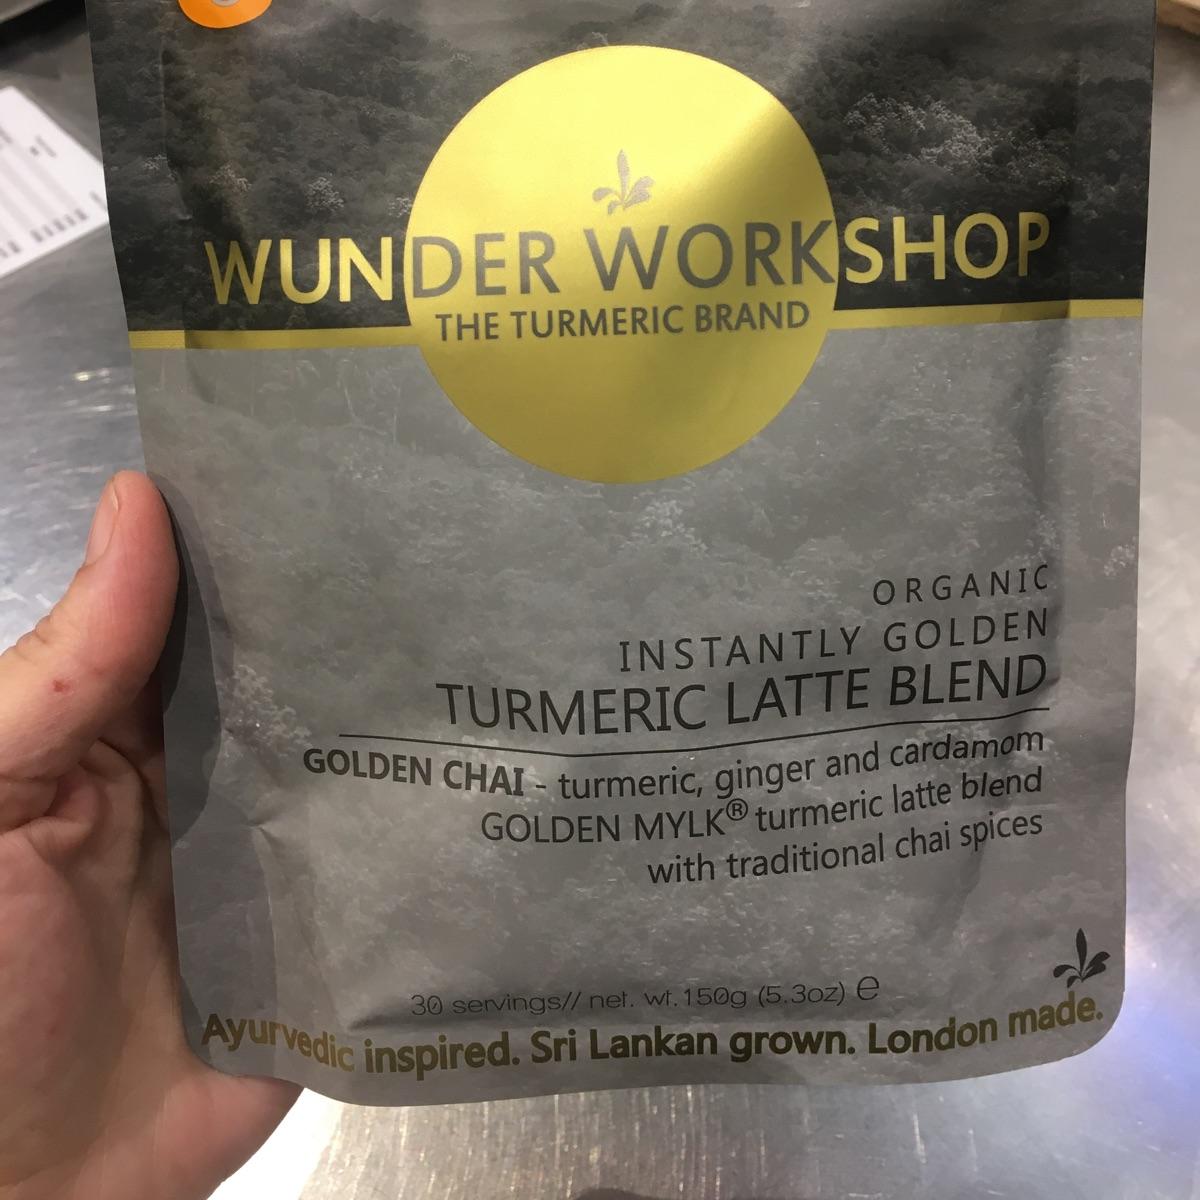 WUNDER WORKSHOP
THE TURMERIC BRAND
ORGANIC
INSTANTLY GOLDEN
TURMERIC LATTE BLEND
GOLDEN CHAI - turmeric, ginger and cardamom
GOLDEN MYLK® turmeric latte blend
with traditional chai spices
30 servings// net. wt. 150g (5.3oz) ℮
Ayurvedic inspired. Sri Lankan grown. London made.